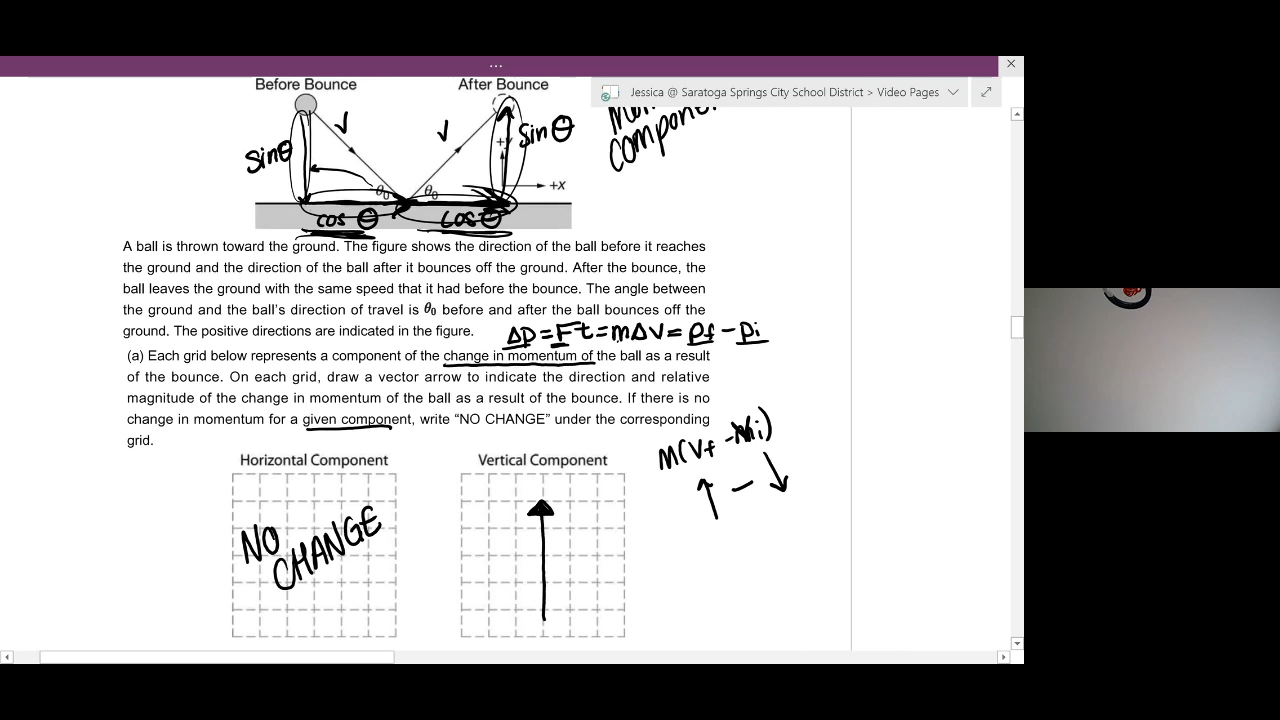 ...
Before Bounce After Bounce
Jessica @ Saratoga Springs City School District > Video Pages
component
V V
sinθ sinθ
+y
θ₀ θ₀ +x
cos θ cosθ
A ball is thrown toward the ground. The figure shows the direction of the ball before it reaches
the ground and the direction of the ball after it bounces off the ground. After the bounce, the
ball leaves the ground with the same speed that it had before the bounce. The angle between
the ground and the ball's direction of travel is θ₀ before and after the ball bounces off the
ground. The positive directions are indicated in the figure.
Δp = Ft = mΔV = pf - pi
(a) Each grid below represents a component of the change in momentum of the ball as a result
of the bounce. On each grid, draw a vector arrow to indicate the direction and relative
magnitude of the change in momentum of the ball as a result of the bounce. If there is no
change in momentum for a given component, write “NO CHANGE” under the corresponding
grid.
Horizontal Component Vertical Component
NO
CHANGE